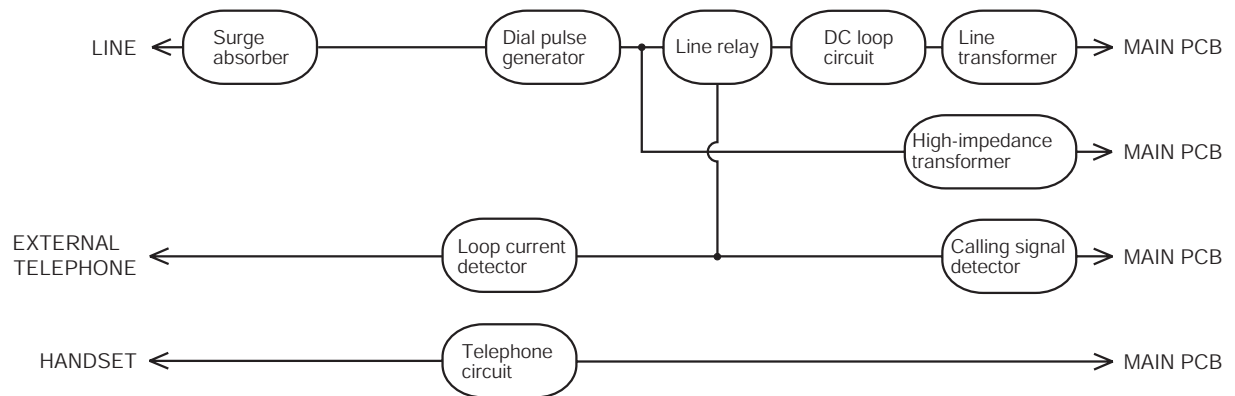 LINE
Surge
absorber
Dial pulse
generator
Line relay
DC loop
circuit
Line
transformer
MAIN PCB
High-impedance
transformer
MAIN PCB
EXTERNAL
TELEPHONE
Loop current
detector
Calling signal
detector
MAIN PCB
HANDSET
Telephone
circuit
MAIN PCB